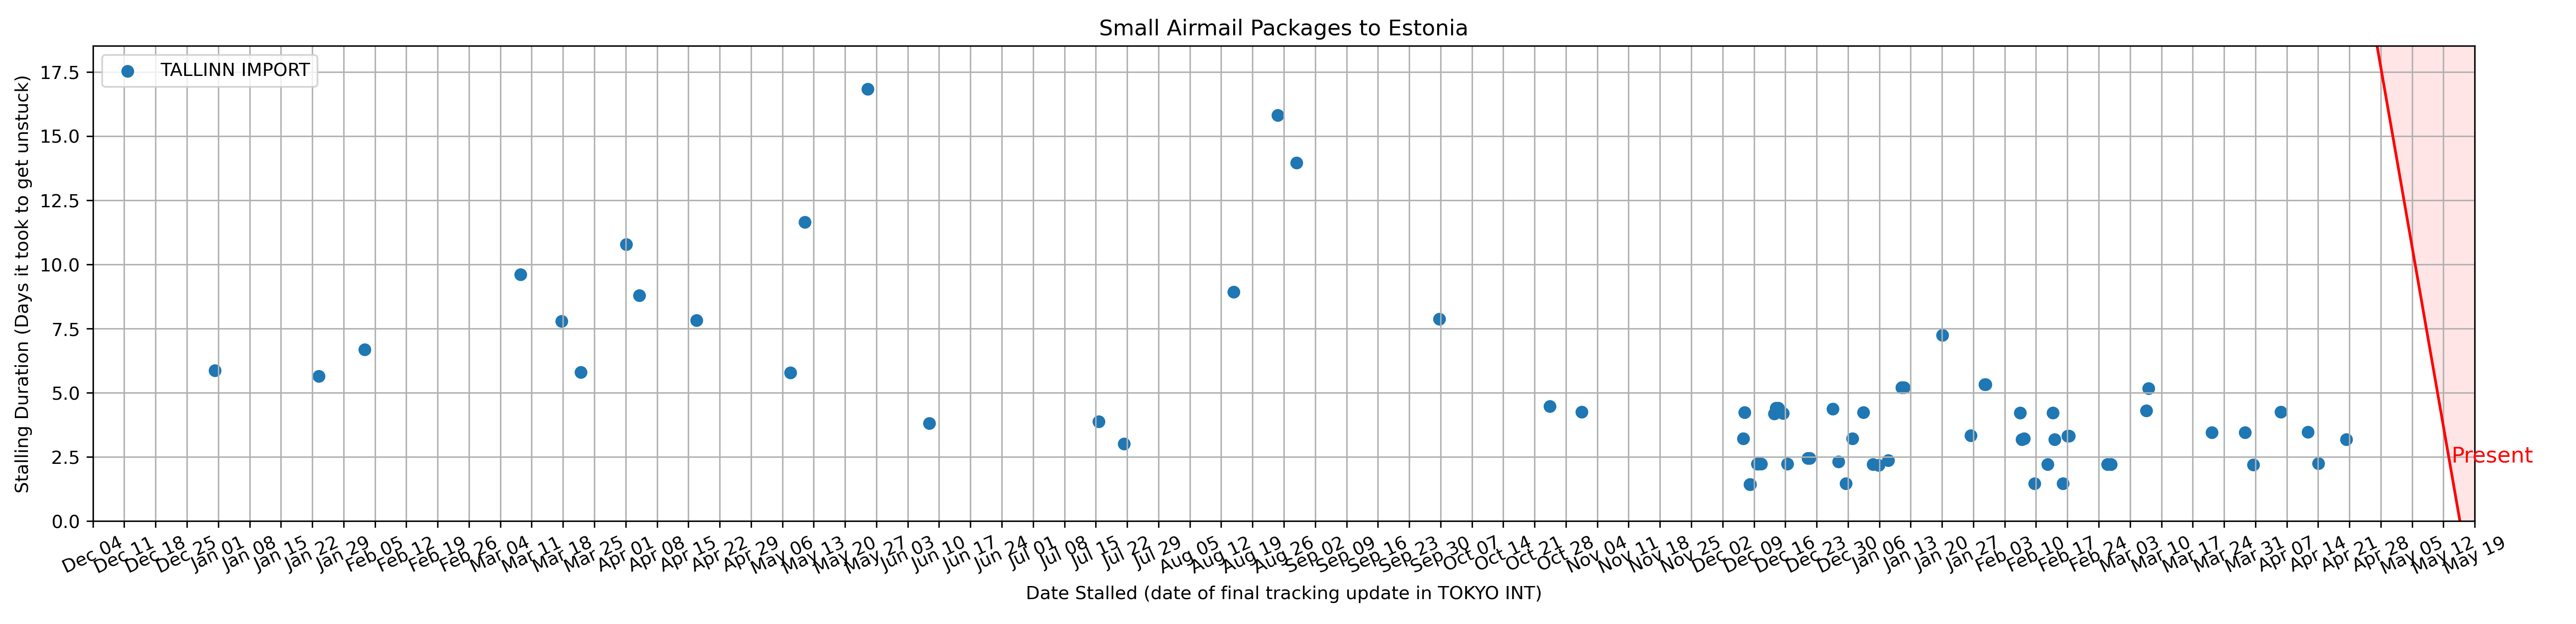 Small Airmail Packages to Estonia
TALLINN IMPORT
Stalling Duration (Days it took to get unstuck)
17.5
15.0
12.5
10.0
7.5
5.0
2.5
0.0
Present
Dec 04
Dec 11
Dec 18
Dec 25
Jan 01
Jan 08
Jan 15
Jan 22
Jan 29
Feb 05
Feb 12
Feb 19
Feb 26
Mar 04
Mar 11
Mar 18
Mar 25
Apr 01
Apr 08
Apr 15
Apr 22
Apr 29
May 06
May 13
May 20
May 27
Jun 03
Jun 10
Jun 17
Jun 24
Jul 01
Jul 08
Jul 15
Jul 22
Jul 29
Aug 05
Aug 12
Aug 19
Aug 26
Sep 02
Sep 09
Sep 16
Sep 23
Sep 30
Oct 07
Oct 14
Oct 21
Oct 28
Nov 04
Nov 11
Nov 18
Nov 25
Dec 02
Dec 09
Dec 16
Dec 23
Dec 30
Jan 06
Jan 13
Jan 20
Jan 27
Feb 03
Feb 10
Feb 17
Feb 24
Mar 03
Mar 10
Mar 17
Mar 24
Mar 31
Apr 07
Apr 14
Apr 21
Apr 28
May 05
May 12
May 19
Date Stalled (date of final tracking update in TOKYO INT)